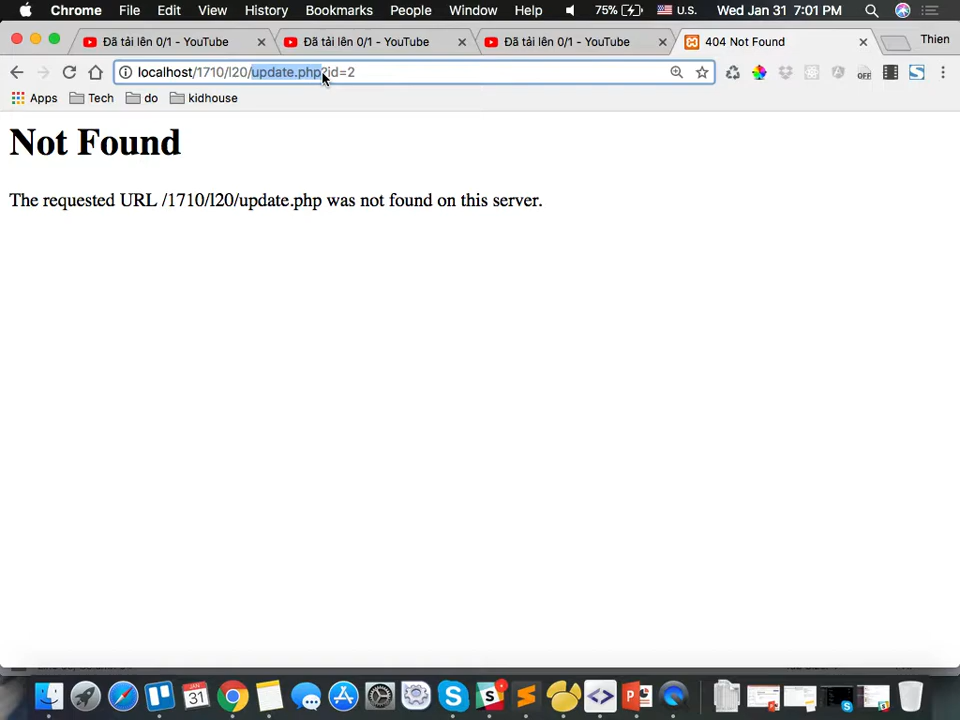 Chrome File Edit View History Bookmarks People Window Help 75% U.S. Wed Jan 31 7:01 PM
Đã tải lên 0/1 - YouTube Đã tải lên 0/1 - YouTube Đã tải lên 0/1 - YouTube 404 Not Found Thien
localhost/1710/l20/update.php?id=2 OFF S
Apps Tech do kidhouse
Not Found
The requested URL /1710/l20/update.php was not found on this server.
JAN
31